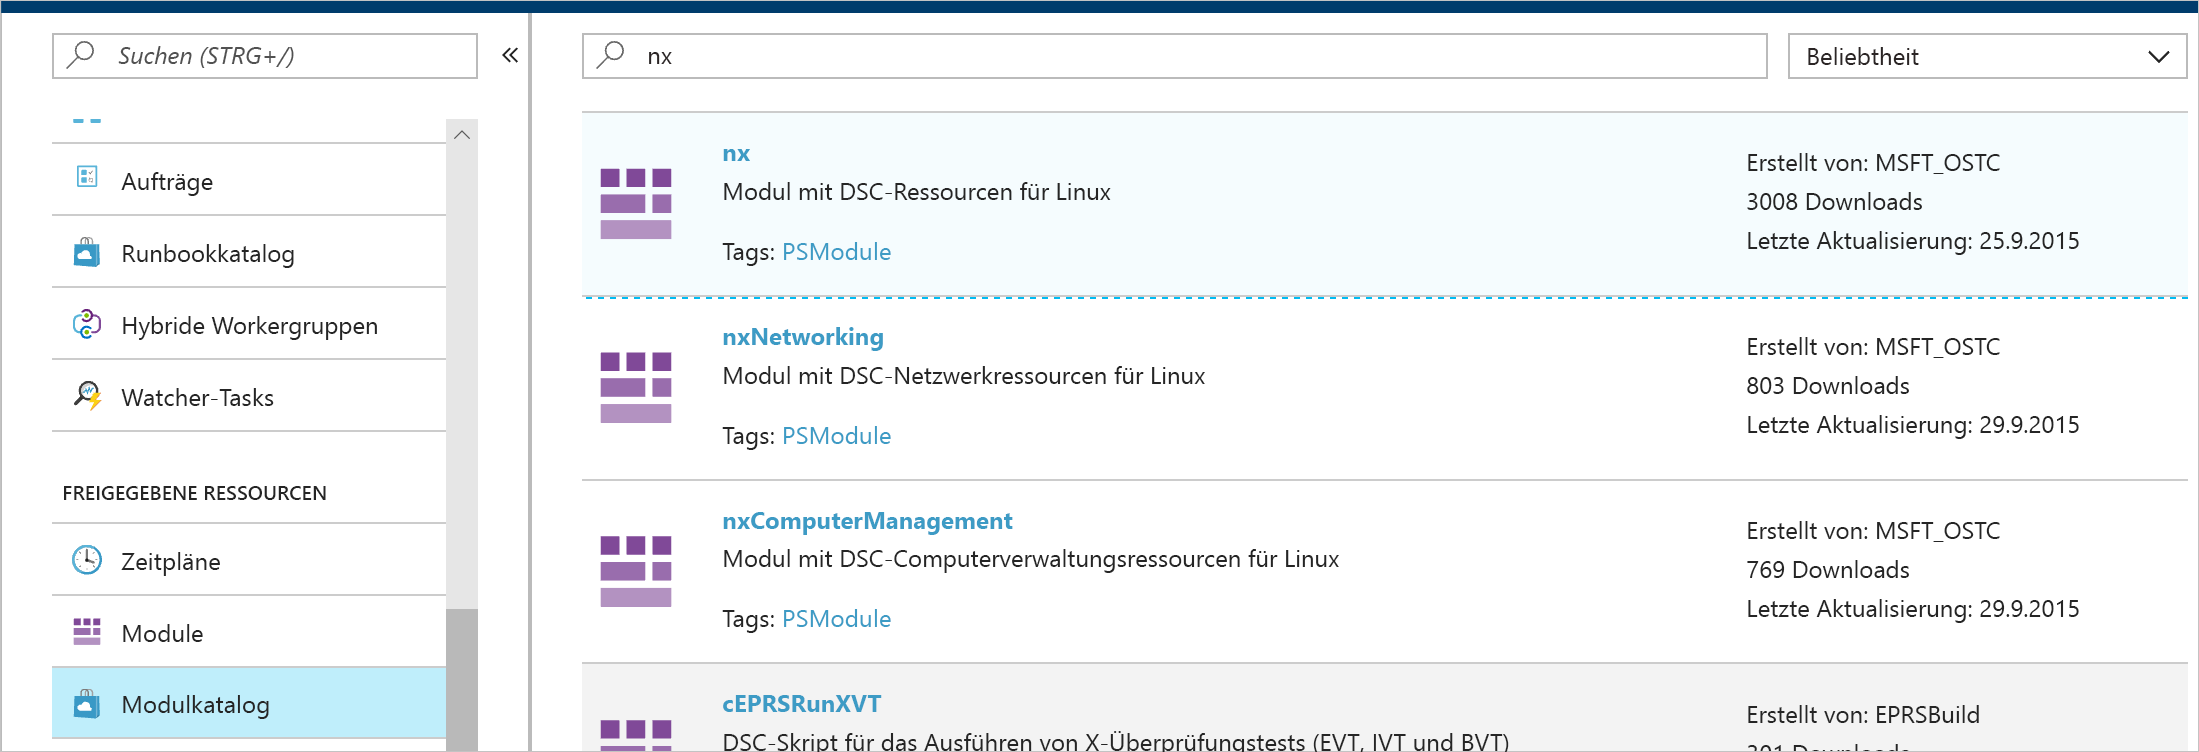 Suchen (STRG+/)
«
Aufträge
Runbookkatalog
Hybride Workergruppen
Watcher-Tasks
FREIGEGEBENE RESSOURCEN
Zeitpläne
Module
Modulkatalog
nx
Beliebtheit
nx
Modul mit DSC-Ressourcen für Linux
Tags: PSModule
Erstellt von: MSFT_OSTC
3008 Downloads
Letzte Aktualisierung: 25.9.2015
nxNetworking
Modul mit DSC-Netzwerkressourcen für Linux
Tags: PSModule
Erstellt von: MSFT_OSTC
803 Downloads
Letzte Aktualisierung: 29.9.2015
nxComputerManagement
Modul mit DSC-Computerverwaltungsressourcen für Linux
Tags: PSModule
Erstellt von: MSFT_OSTC
769 Downloads
Letzte Aktualisierung: 29.9.2015
cEPRSRunXVT
DSC-Skript für das Ausführen von X-Überprüfungstests (EVT, IVT und BVT)
Erstellt von: EPRSBuild
301 Downloads